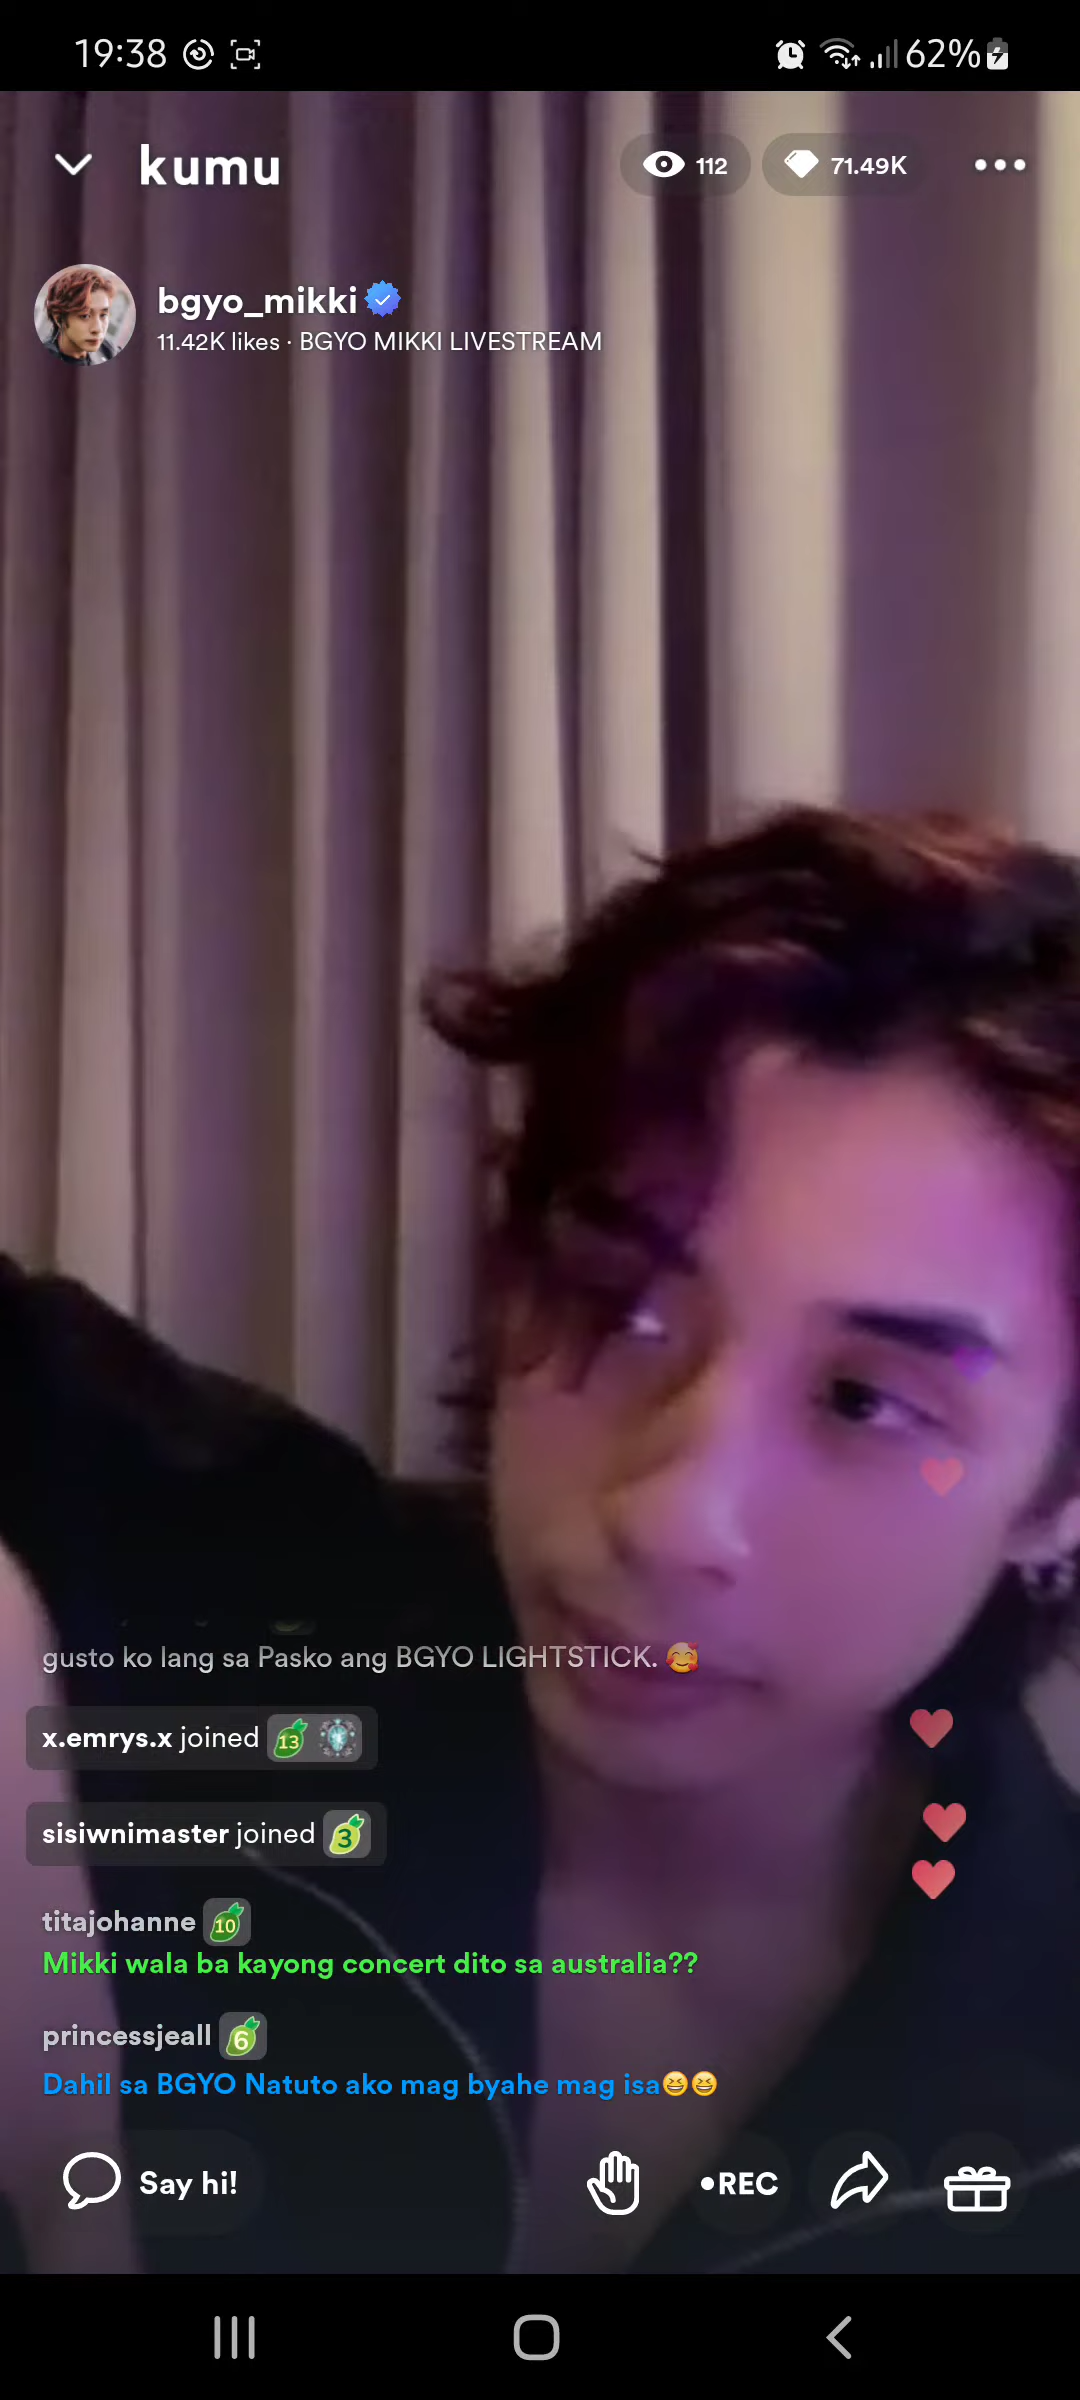 19:38
62%
kumu
112
71.49K
bgyo_mikki
11.42K likes · BGYO MIKKI LIVESTREAM
gusto ko lang sa Pasko ang BGYO LIGHTSTICK. 🥰
x.emrys.x joined 13
sisiwnimaster joined 3
titajohanne 10
Mikki wala ba kayong concert dito sa australia??
princessjeall 6
Dahil sa BGYO Natuto ako mag byahe mag isa😆😆
Say hi!
•REC